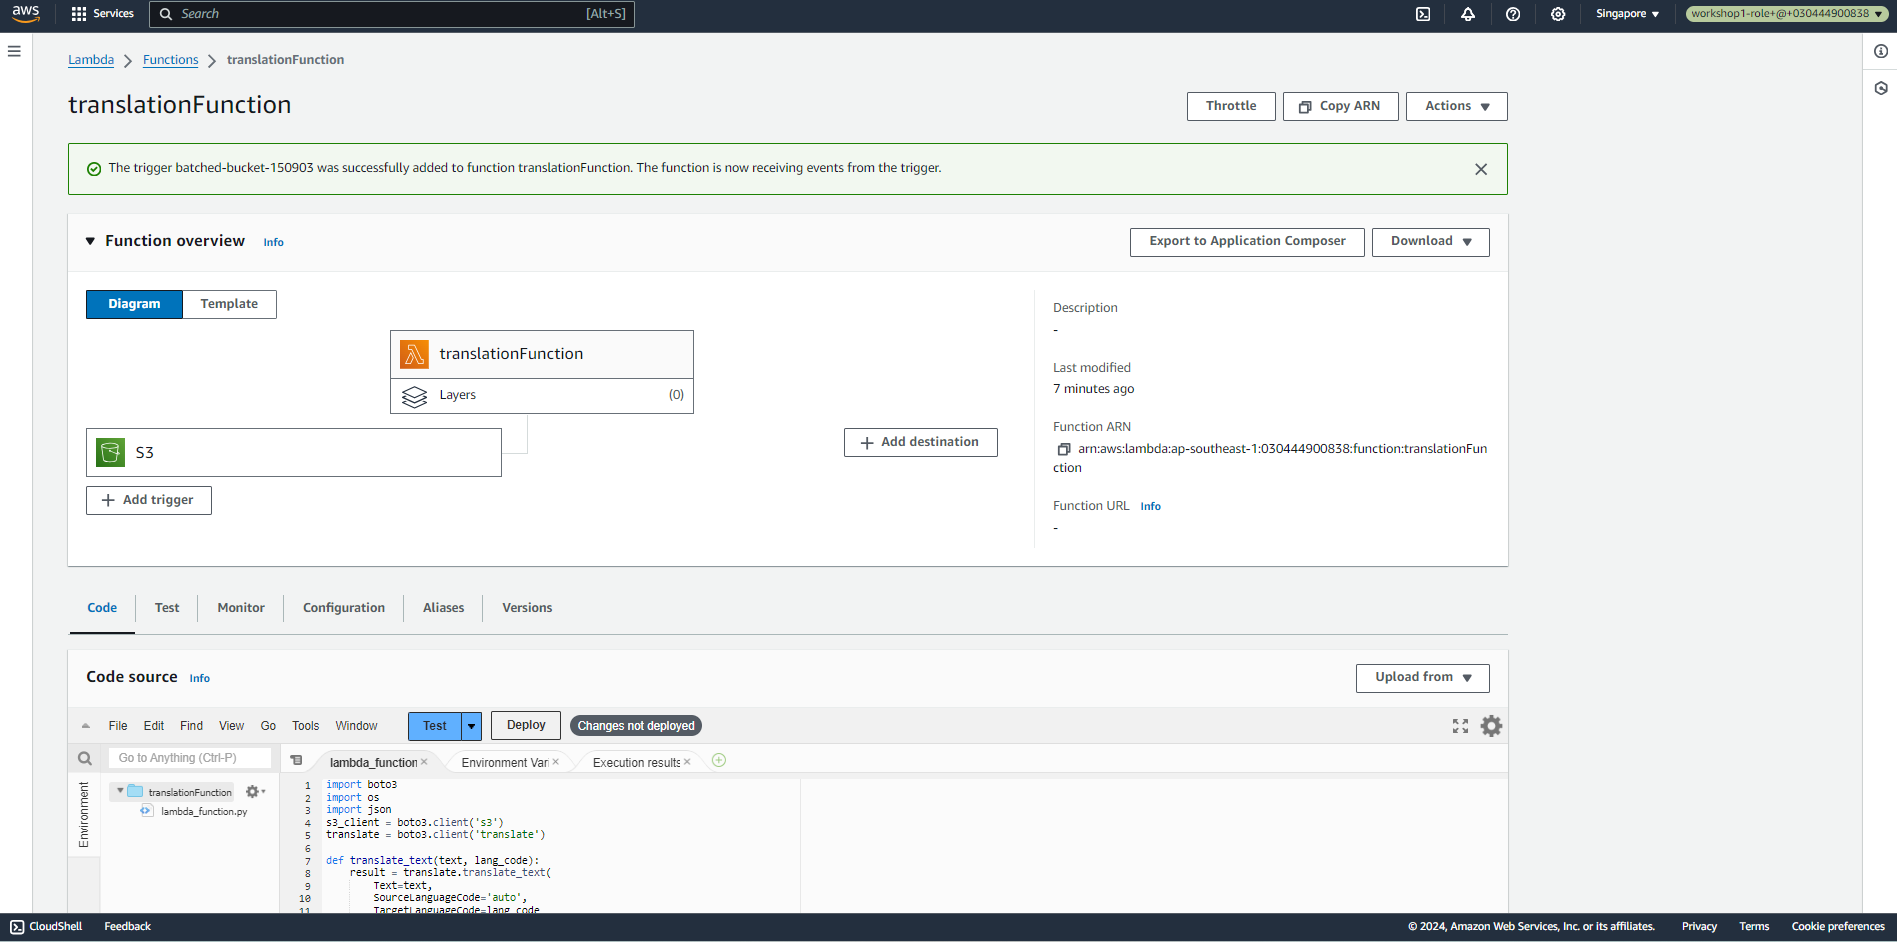 aws
Services
Search
[Alt+S]
Singapore
workshop1-role+@+030444900838
Lambda
Functions
translationFunction
translationFunction
Throttle
Copy ARN
Actions
The trigger batched-bucket-150903 was successfully added to function translationFunction. The function is now receiving events from the trigger.
Function overview
Info
Export to Application Composer
Download
Diagram
Template
translationFunction
Layers
(0)
S3
Add trigger
Add destination
Description
-
Last modified
7 minutes ago
Function ARN
arn:aws:lambda:ap-southeast-1:030444900838:function:translationFun
ction
Function URL
Info
-
Code
Test
Monitor
Configuration
Aliases
Versions
Code source
Info
Upload from
File
Edit
Find
View
Go
Tools
Window
Test
Deploy
Changes not deployed
Go to Anything (Ctrl-P)
lambda_function
Environment Vari
Execution results
Environment
translationFunction
lambda_function.py
1 import boto3
2 import os
3 import json
4 s3_client = boto3.client('s3')
5 translate = boto3.client('translate')
6
7 def translate_text(text, lang_code):
8 result = translate.translate_text(
9 Text=text,
10 SourceLanguageCode='auto',
11 TargetLanguageCode=lang_code
CloudShell
Feedback
© 2024, Amazon Web Services, Inc. or its affiliates.
Privacy
Terms
Cookie preferences